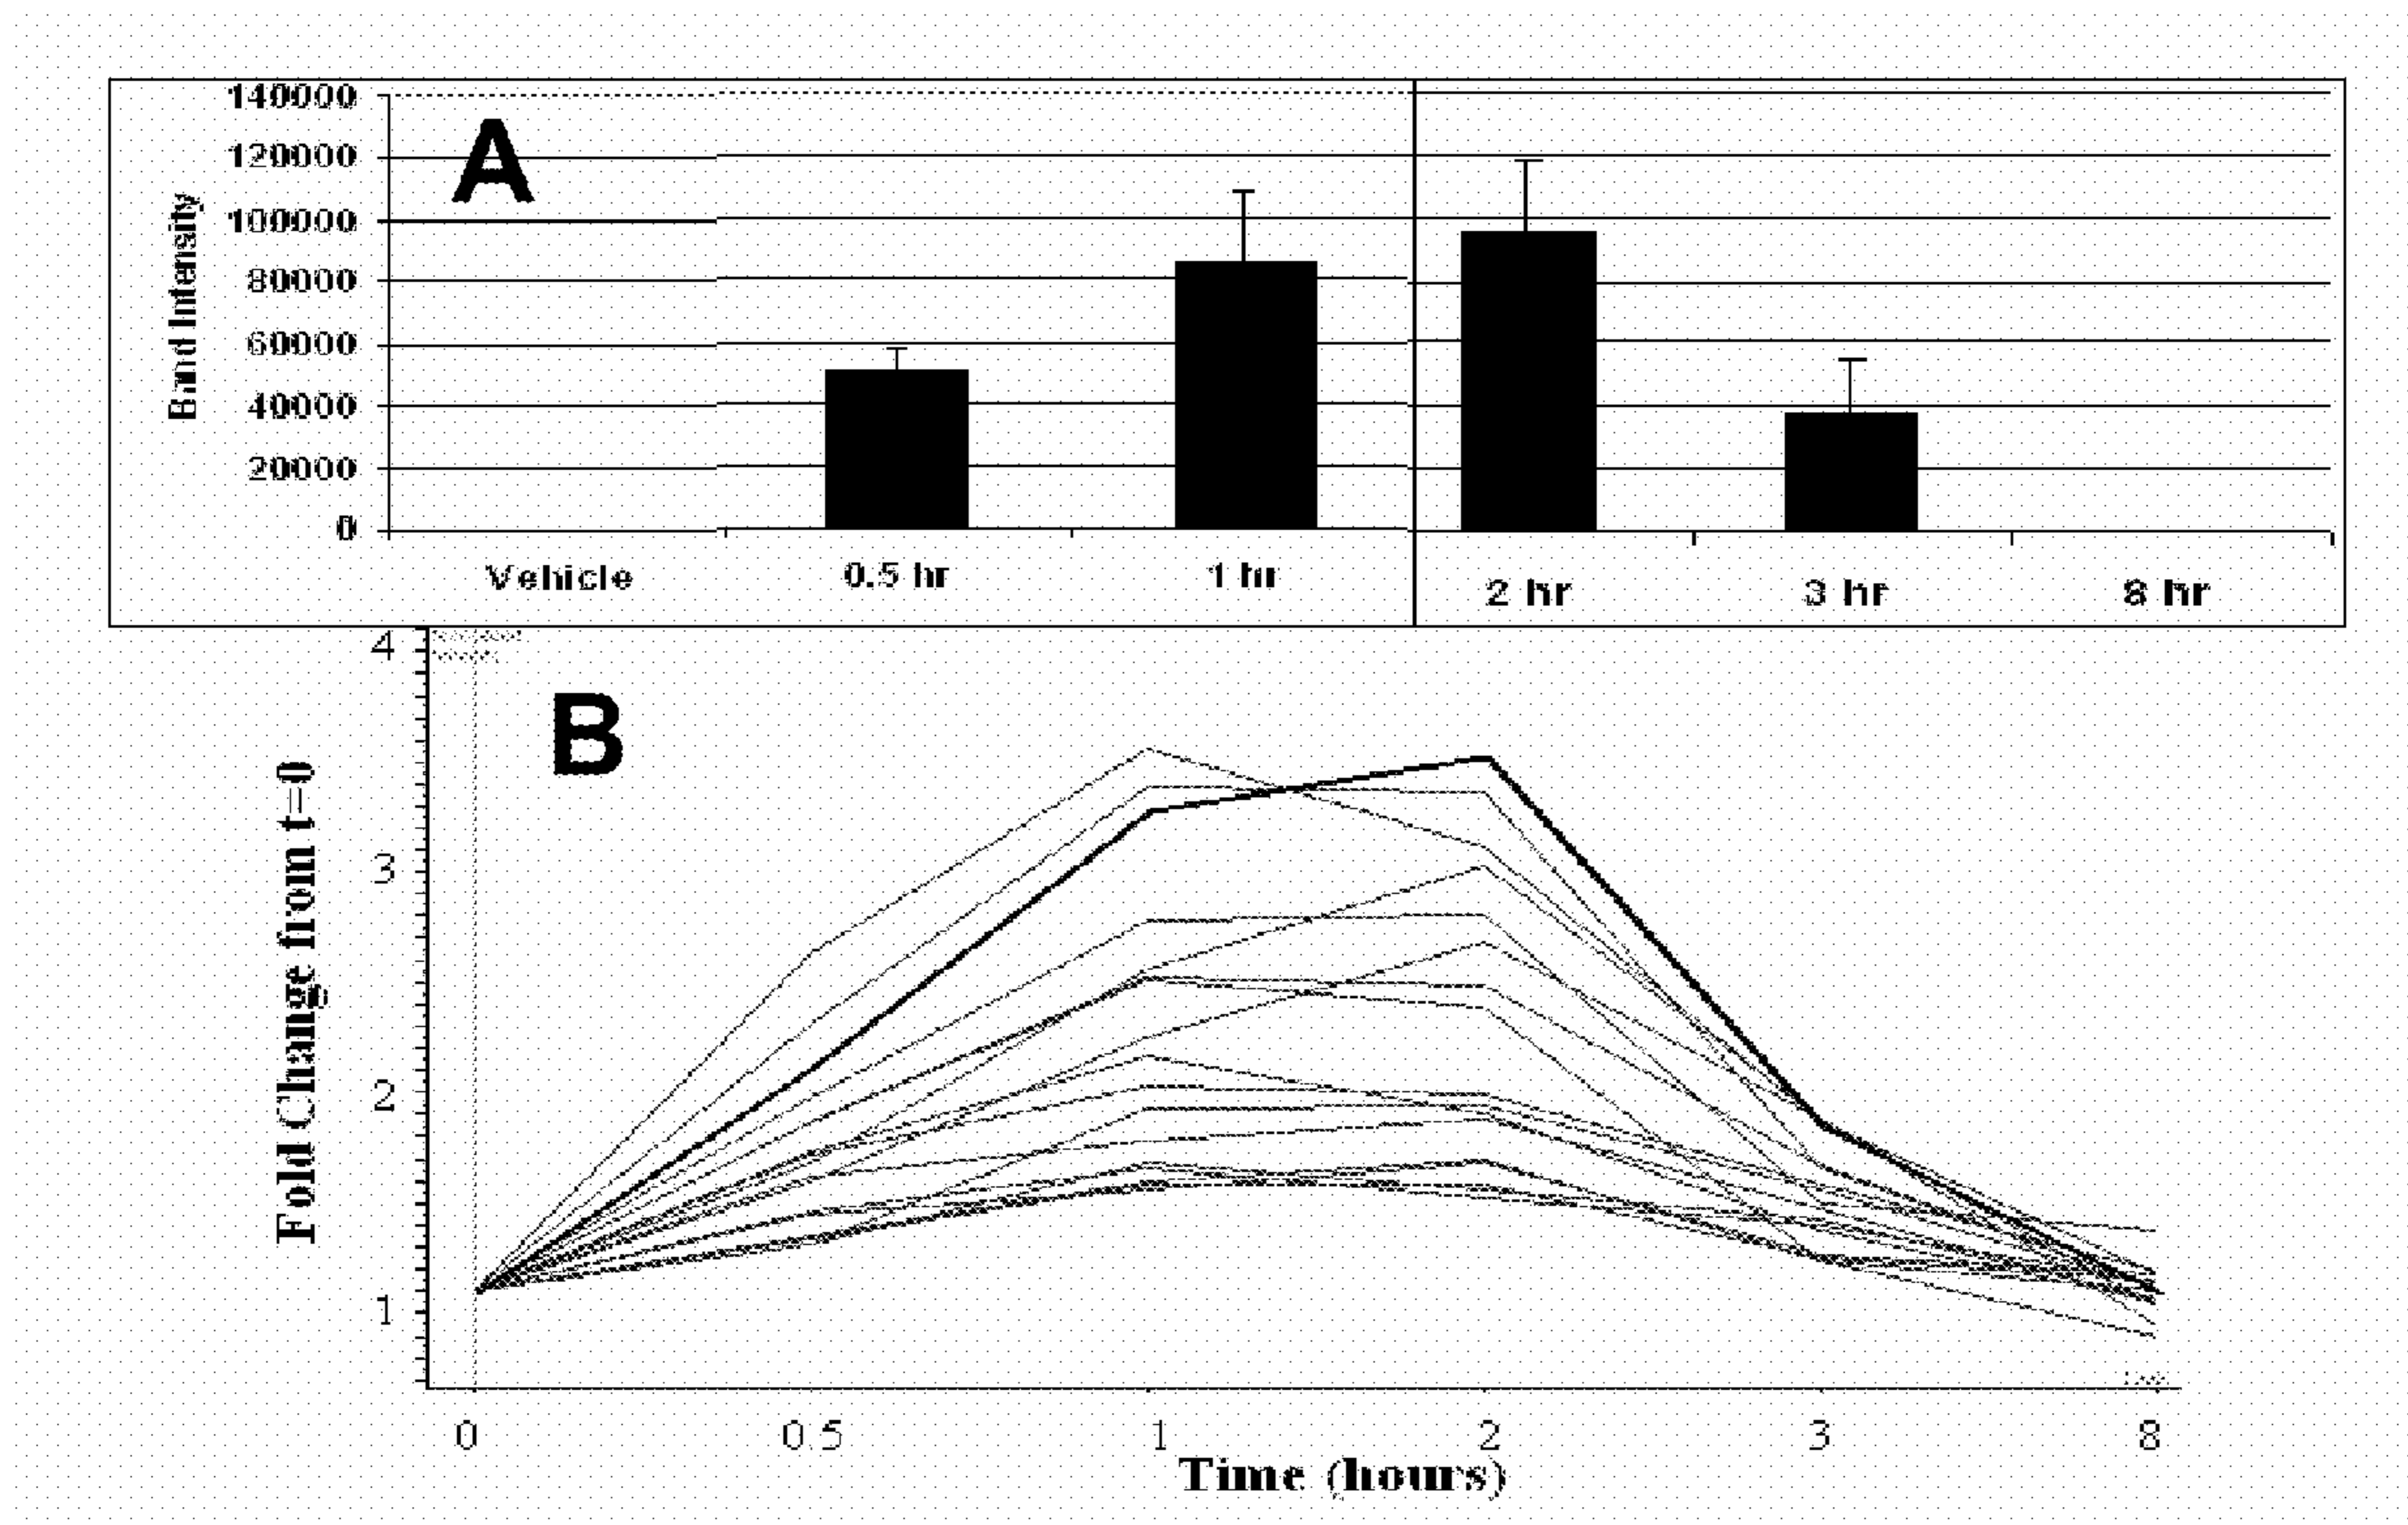 140000
A
120000
100000
80000
60000
40000
20000
0
Band Intensity
Vehicle 0.5 hr 1 hr 2 hr 3 hr 8 hr
4
B
3
2
1
Fold Change from t=0
0 0.5 1 2 3 8
Time (hours)